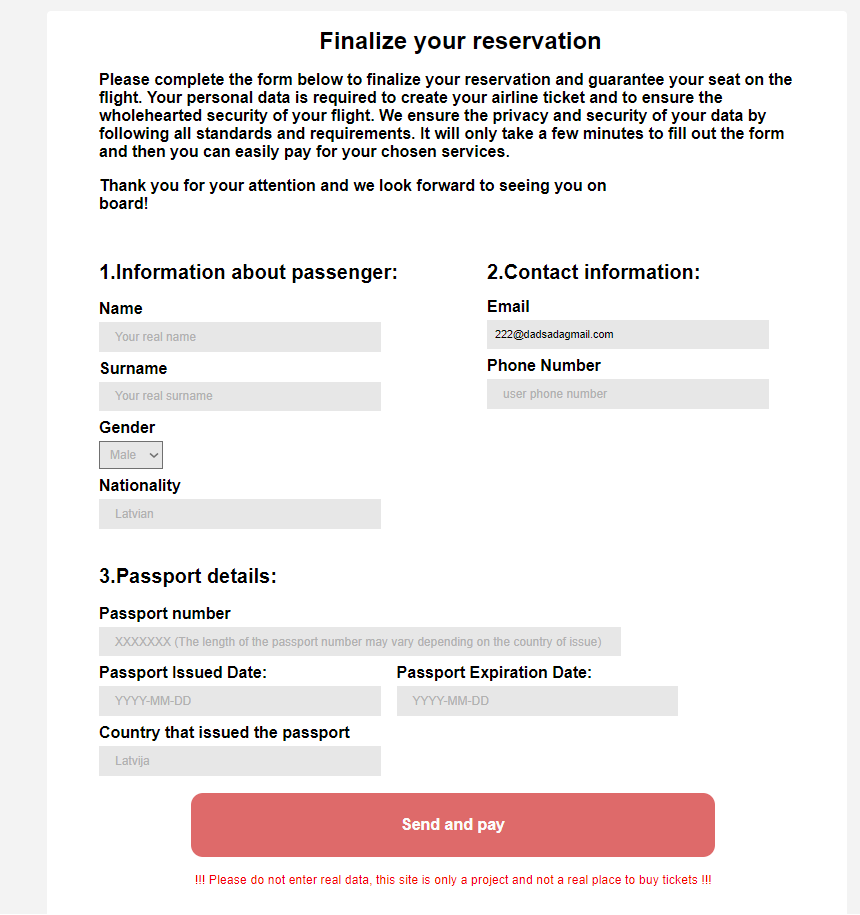 Finalize your reservation
Please complete the form below to finalize your reservation and guarantee your seat on the
flight. Your personal data is required to create your airline ticket and to ensure the
wholehearted security of your flight. We ensure the privacy and security of your data by
following all standards and requirements. It will only take a few minutes to fill out the form
and then you can easily pay for your chosen services.
Thank you for your attention and we look forward to seeing you on
board!
1.Information about passenger:
Name
Your real name
Surname
Your real surname
Gender
Male
Nationality
Latvian
2.Contact information:
Email
222@dadsadagmail.com
Phone Number
user phone number
3.Passport details:
Passport number
XXXXXXX (The length of the passport number may vary depending on the country of issue)
Passport Issued Date:
YYYY-MM-DD
Passport Expiration Date:
YYYY-MM-DD
Country that issued the passport
Latvija
Send and pay
!!! Please do not enter real data, this site is only a project and not a real place to buy tickets !!!